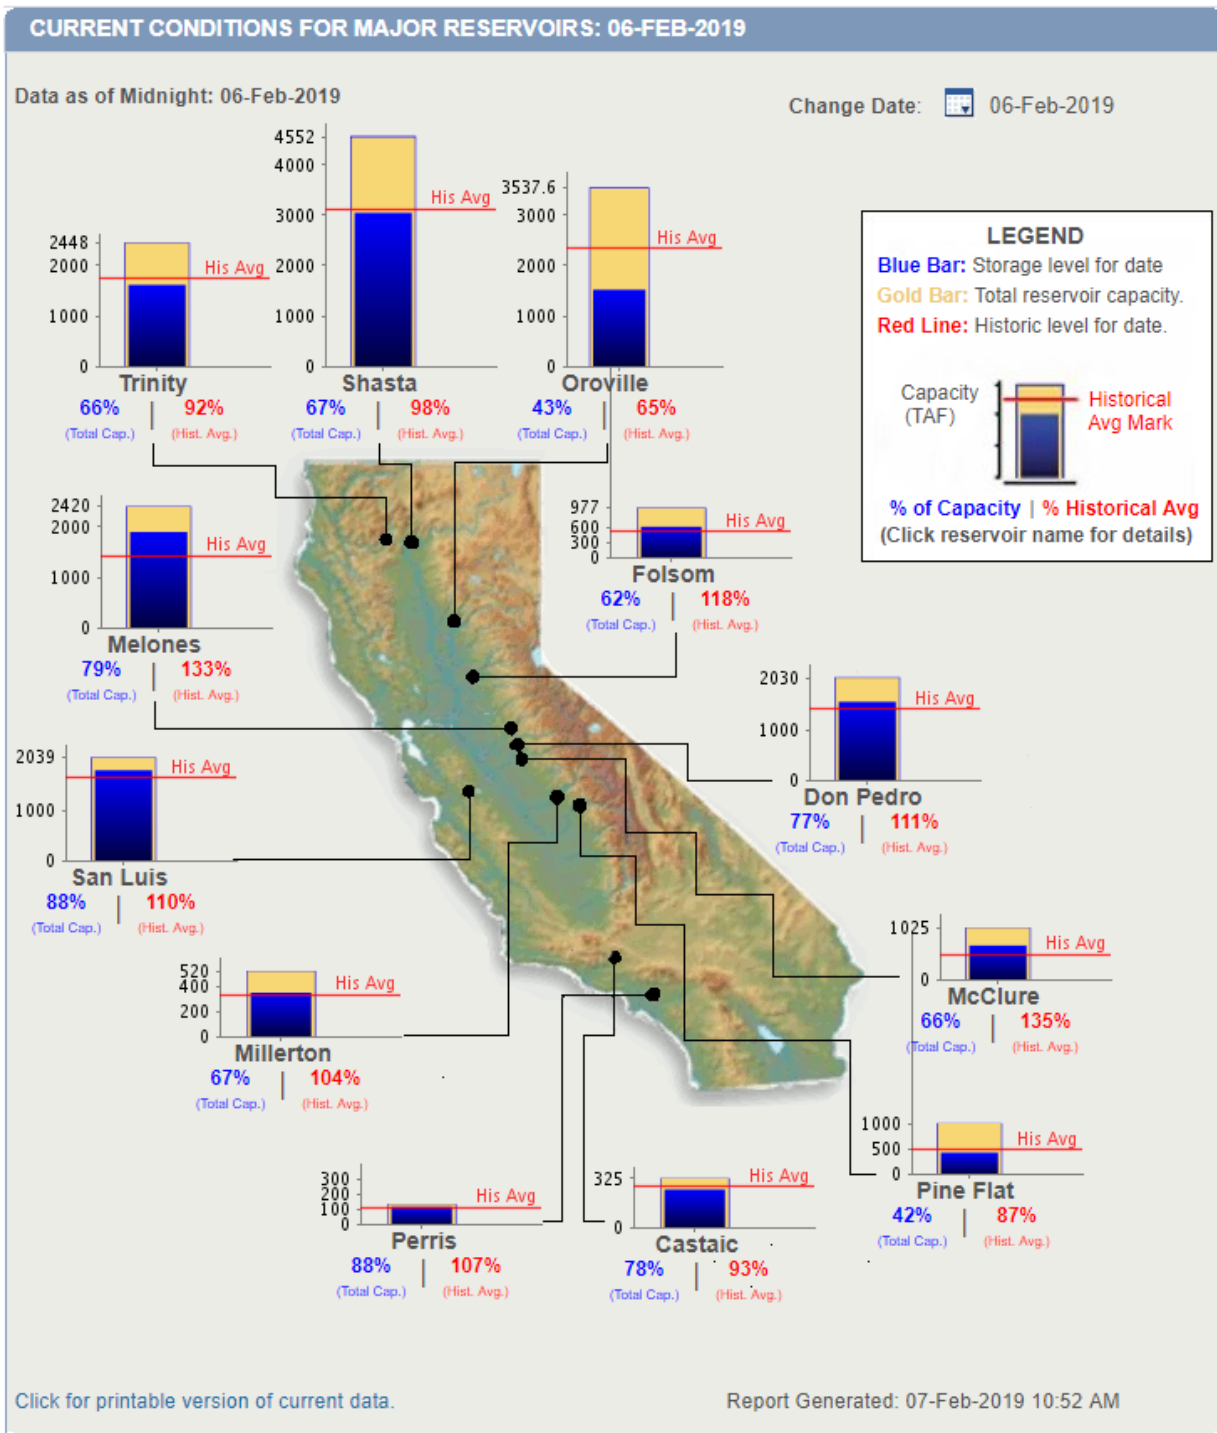 CURRENT CONDITIONS FOR MAJOR RESERVOIRS: 06-FEB-2019
Data as of Midnight: 06-Feb-2019
Change Date: 06-Feb-2019
4552
4000
3000
2000
1000
0
His Avg
Shasta
67% | 98%
(Total Cap.) (Hist. Avg.)
3537.6
3000
2000
1000
0
His Avg
Oroville
43% | 65%
(Total Cap.) (Hist. Avg.)
2448
2000
1000
0
His Avg
Trinity
66% | 92%
(Total Cap.) (Hist. Avg.)
LEGEND
Blue Bar: Storage level for date
Gold Bar: Total reservoir capacity.
Red Line: Historic level for date.
Capacity
(TAF)
Historical
Avg Mark
% of Capacity | % Historical Avg
(Click reservoir name for details)
2420
2000
1000
0
His Avg
Melones
79% | 133%
(Total Cap.) (Hist. Avg.)
977
600
300
0
His Avg
Folsom
62% | 118%
(Total Cap.) (Hist. Avg.)
2030
1000
0
His Avg
Don Pedro
77% | 111%
(Total Cap.) (Hist. Avg.)
2039
1000
0
His Avg
San Luis
88% | 110%
(Total Cap.) (Hist. Avg.)
1025
0
His Avg
McClure
66% | 135%
(Total Cap.) (Hist. Avg.)
520
400
200
0
His Avg
Millerton
67% | 104%
(Total Cap.) (Hist. Avg.)
1000
500
0
His Avg
Pine Flat
42% | 87%
(Total Cap.) (Hist. Avg.)
300
200
100
0
His Avg
Perris
88% | 107%
(Total Cap.) (Hist. Avg.)
325
0
His Avg
Castaic
78% | 93%
(Total Cap.) (Hist. Avg.)
Click for printable version of current data.
Report Generated: 07-Feb-2019 10:52 AM